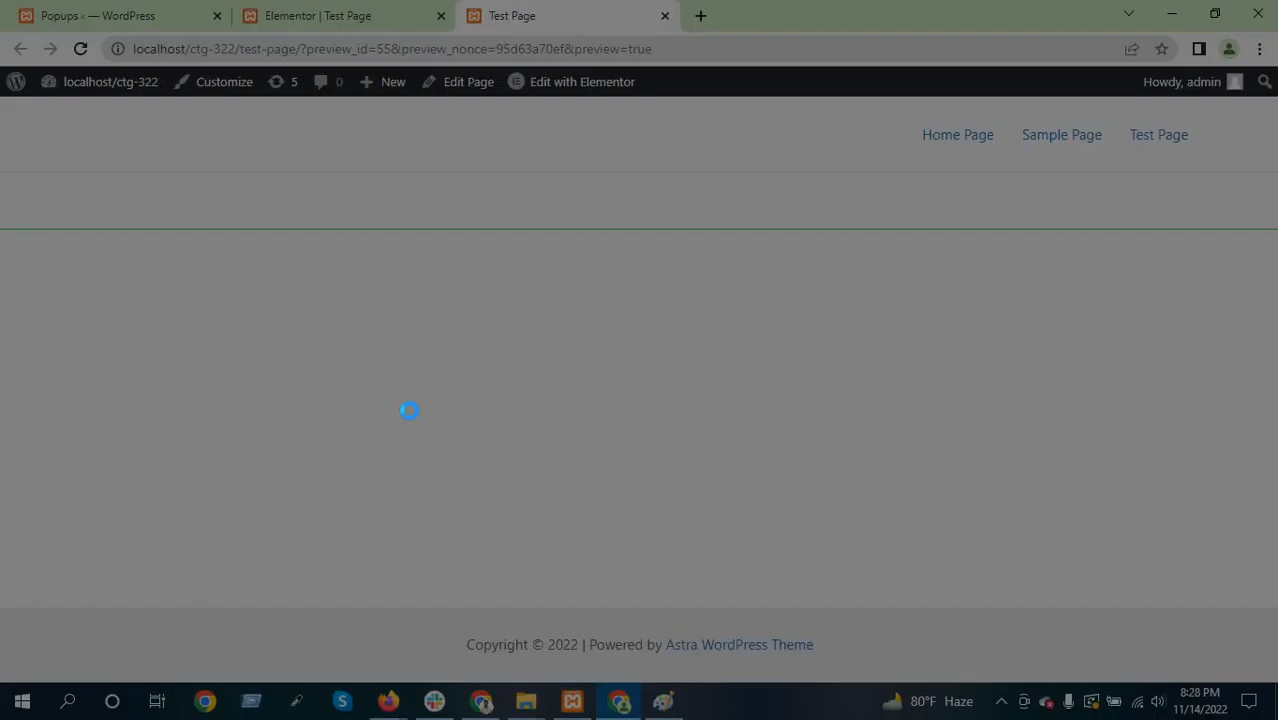 Popups ‹ — WordPress
Elementor | Test Page
Test Page
localhost/ctg-322/test-page/?preview_id=55&preview_nonce=95d63a70ef&preview=true
localhost/ctg-322 Customize 5 0 New Edit Page Edit with Elementor Howdy, admin
Home Page Sample Page Test Page
Copyright © 2022 | Powered by Astra WordPress Theme
80°F Haze
8:28 PM
11/14/2022